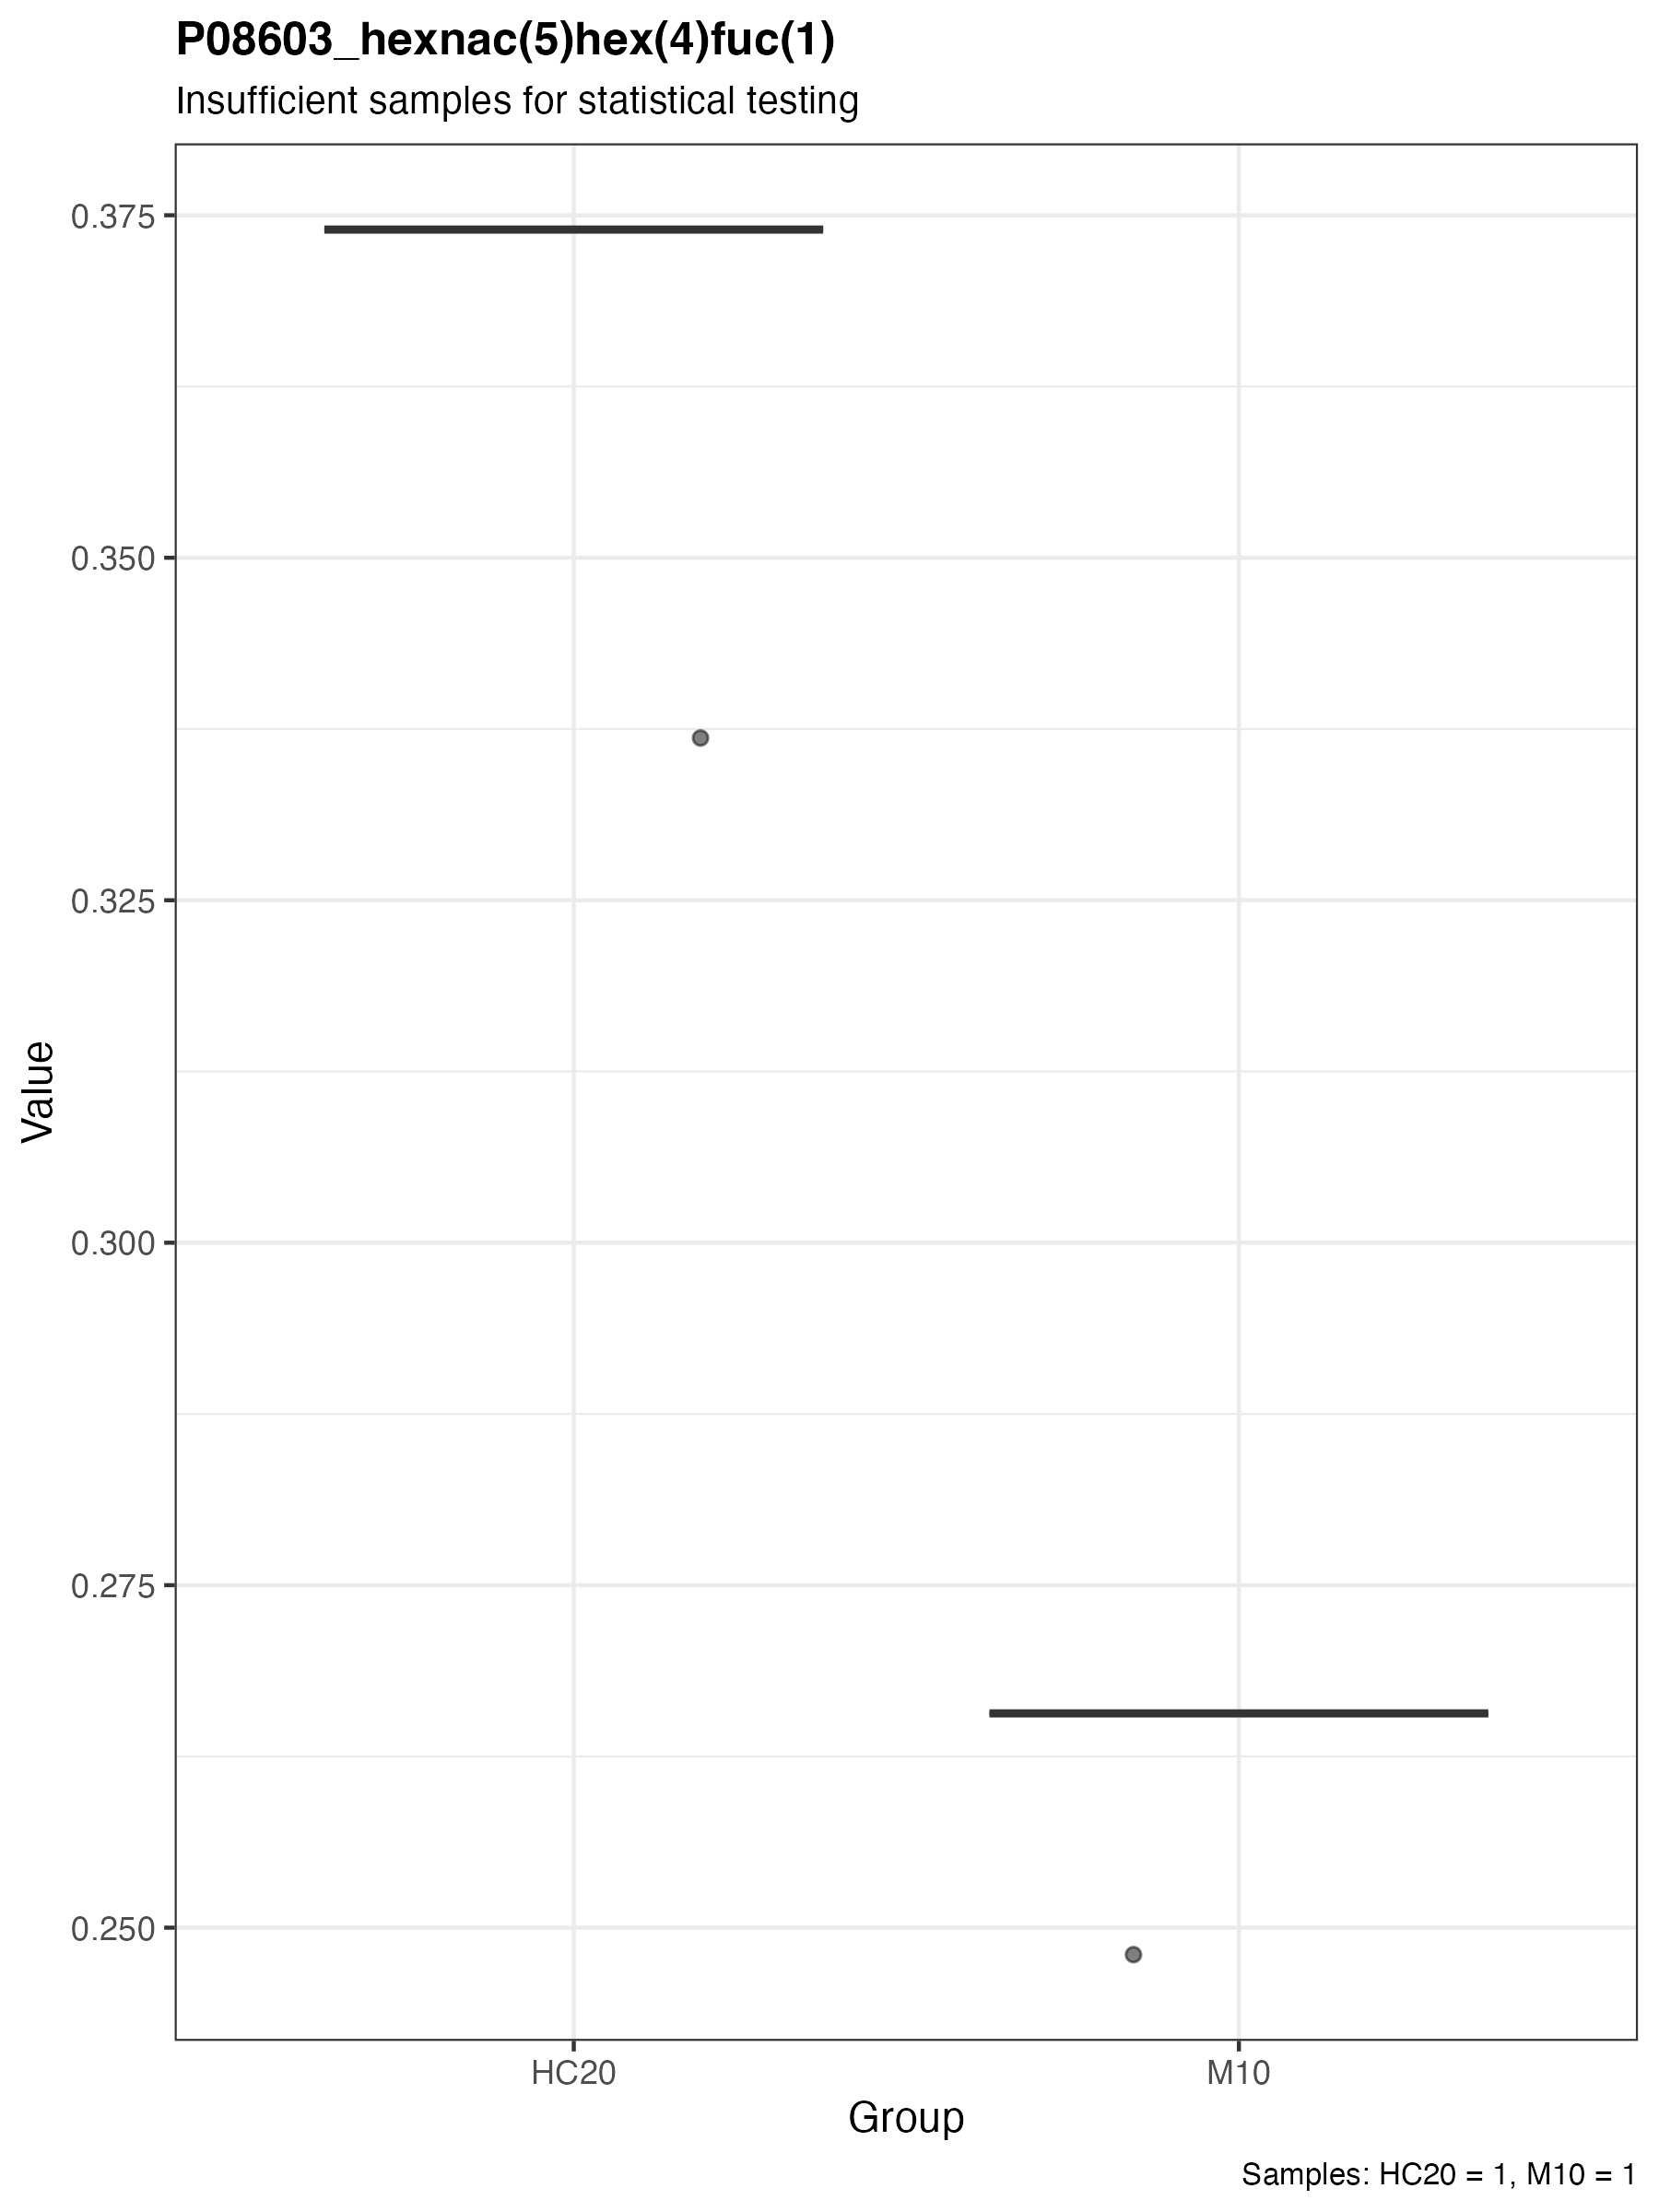 P08603_hexnac(5)hex(4)fuc(1)
Insufficient samples for statistical testing
0.375
0.350
0.325
0.300
0.275
0.250
Value
HC20
M10
Group
Samples: HC20 = 1, M10 = 1